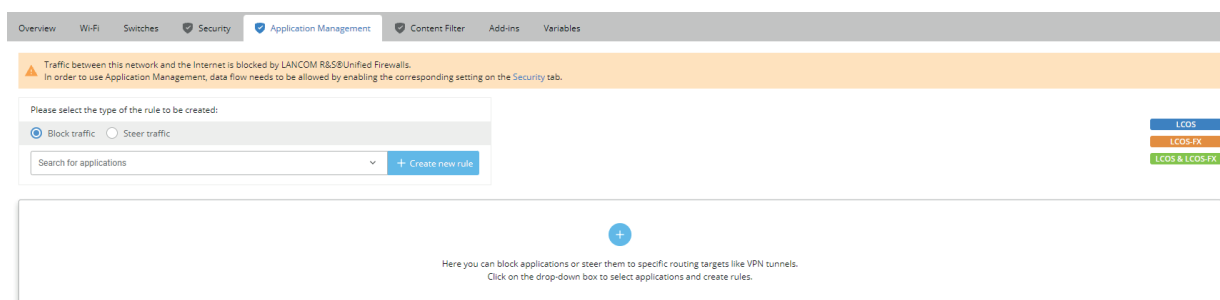 Overview Wi-Fi Switches Security Application Management Content Filter Add-ins Variables
Traffic between this network and the Internet is blocked by LANCOM R&S®Unified Firewalls.
In order to use Application Management, data flow needs to be allowed by enabling the corresponding setting on the Security tab.
Please select the type of the rule to be created:
Block traffic Steer traffic
Search for applications + Create new rule
LCOS
LCOS-FX
LCOS & LCOS-FX
Here you can block applications or steer them to specific routing targets like VPN tunnels.
Click on the drop-down box to select applications and create rules.